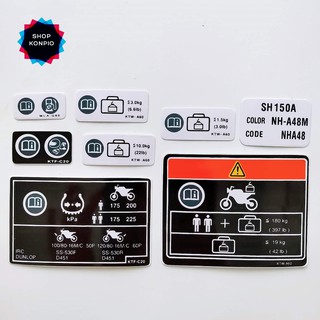 SHOP
KONPIO
≤ 3.0kg
(6.6lb)
KTW-A60
≤ 1.5kg
(3.0lb)
KTW-A60
SH150A
COLOR NH-A48M
CODE NHA48
KTF-C20
≤ 10.0kg
(22lb)
KTW-A60
175 200
175 225
kPa
100/80-16M/C 50P
120/80-16M/C 60P
IRC SS-530F SS-530R
DUNLOP D451 D451
KTF-C20
≤ 180 kg
(397 lb)
≤ 19 kg
(42 lb)